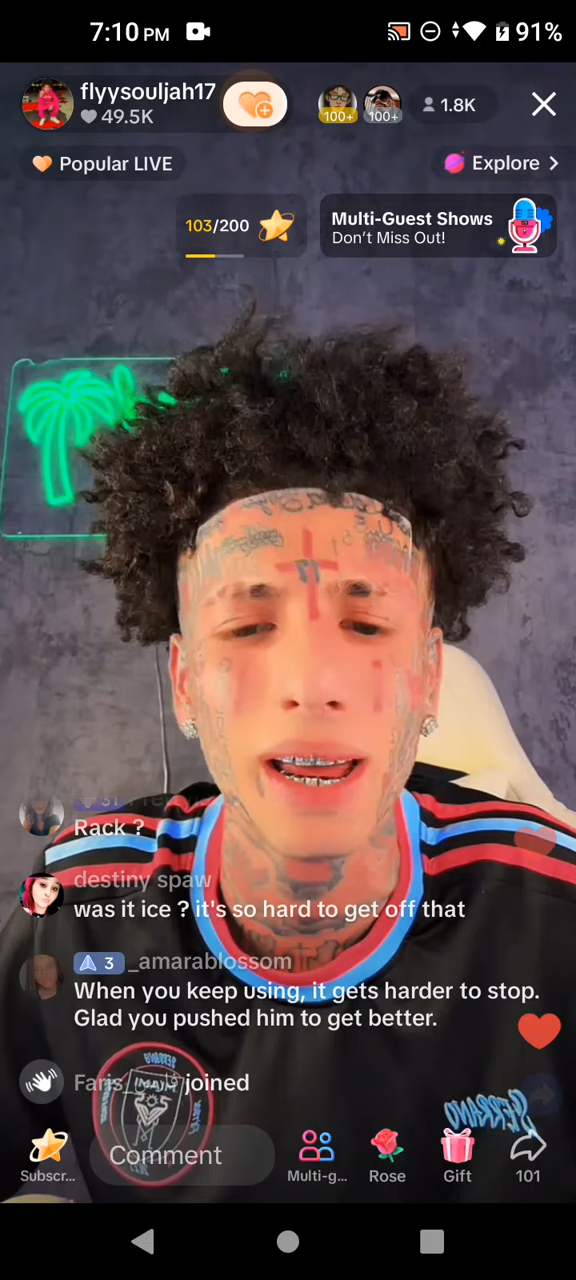 7:10 PM
91%
flyysouljah17
49.5K
100+
100+
1.8K
Popular LIVE
Explore
103/200
Multi-Guest Shows
Don't Miss Out!
Rack ?
destiny spaw
was it ice ? it's so hard to get off that
3 _amarablossom
When you keep using, it gets harder to stop.
Glad you pushed him to get better.
joined
SERRANO
Comment
Subscr...
Multi-g...
Rose
Gift
101